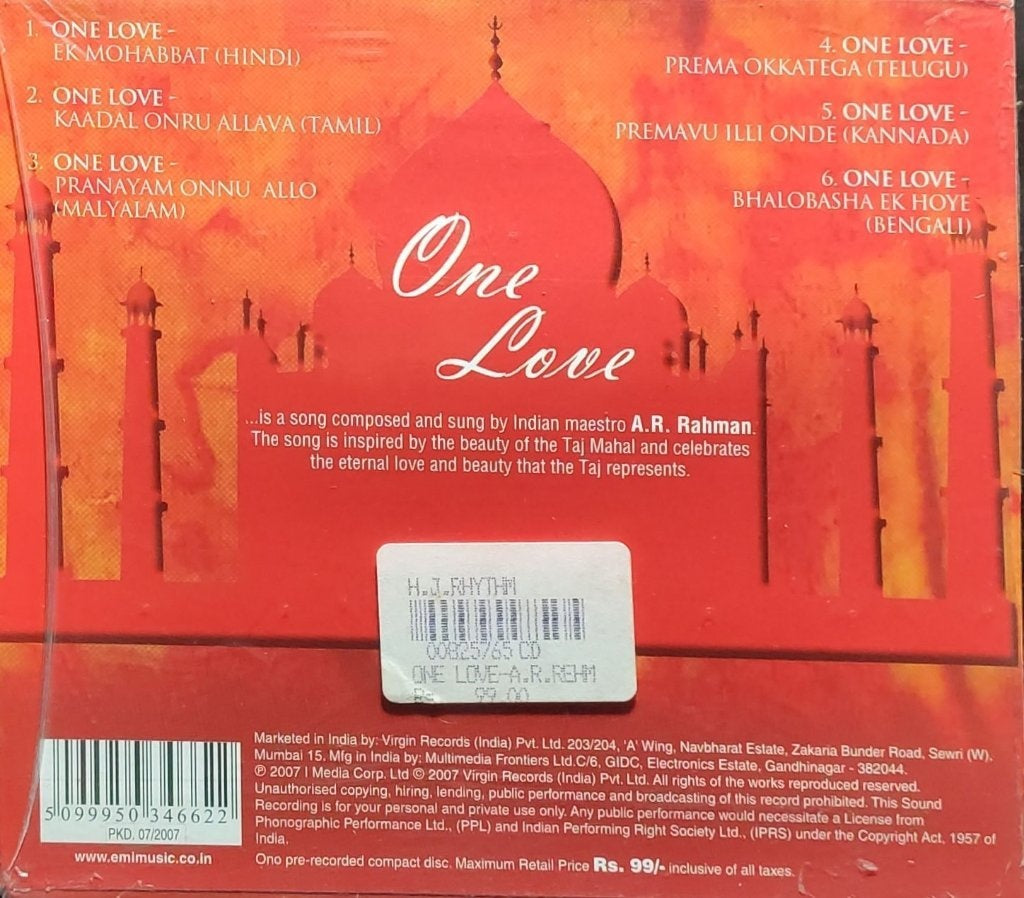 1. ONE LOVE -
EK MOHABBAT (HINDI)
2. ONE LOVE -
KAADAL ONRU ALLAVA (TAMIL)
3. ONE LOVE -
PRANAYAM ONNU ALLO
(MALYALAM)
4. ONE LOVE -
PREMA OKKATEGA (TELUGU)
5. ONE LOVE -
PREMAVU ILLI ONDE (KANNADA)
6. ONE LOVE -
BHALOBASHA EK HOYE
(BENGALI)
One
Love
...is a song composed and sung by Indian maestro A.R. Rahman.
The song is inspired by the beauty of the Taj Mahal and celebrates
the eternal love and beauty that the Taj represents.
H.J.RHYTHM
00825765 CD
ONE LOVE-A.R.REHM
99.00
Marketed in India by: Virgin Records (India) Pvt. Ltd. 203/204, 'A' Wing, Navbharat Estate, Zakaria Bunder Road, Sewri (W).
Mumbai 15. Mfg in India by: Multimedia Frontiers Ltd.C/6, GIDC, Electronics Estate, Gandhinagar - 382044.
℗ 2007 I Media Corp. Ltd © 2007 Virgin Records (India) Pvt. Ltd. All rights of the works reproduced reserved.
Unauthorised copying, hiring, lending, public performance and broadcasting of this record prohibited. This Sound
Recording is for your personal and private use only. Any public performance would necessitate a License from
Phonographic Performance Ltd., (PPL) and Indian Performing Right Society Ltd., (IPRS) under the Copyright Act, 1957 of
India.
Ono pre-recorded compact disc. Maximum Retail Price Rs. 99/- inclusive of all taxes.
5 099950 346622
PKD. 07/2007
www.emimusic.co.in